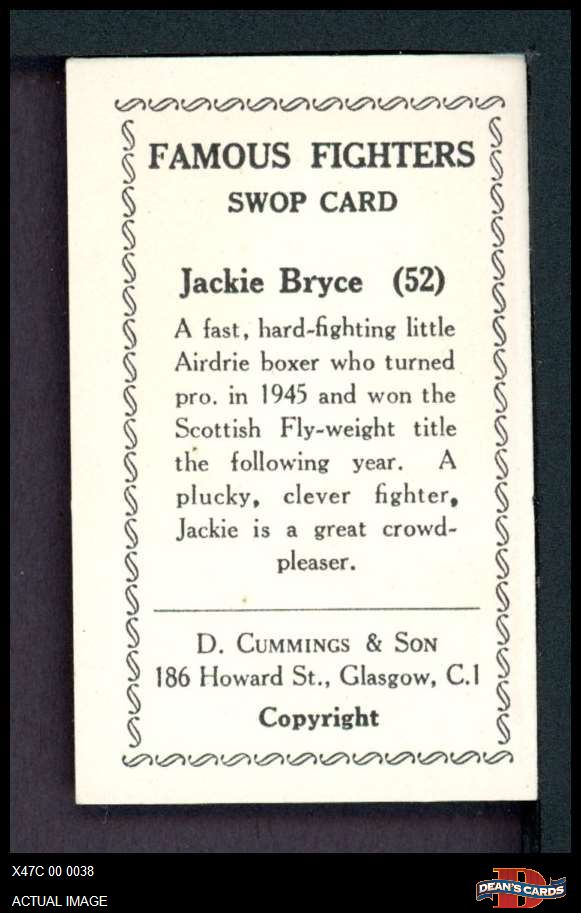 FAMOUS FIGHTERS
SWOP CARD
Jackie Bryce (52)
A fast, hard-fighting little
Airdrie boxer who turned
pro. in 1945 and won the
Scottish Fly-weight title
the following year. A
plucky, clever fighter,
Jackie is a great crowd-
pleaser.
D. CUMMINGS & SON
186 Howard St., Glasgow, C.1
Copyright
X47C 00 0038
ACTUAL IMAGE
D
DEAN'S CARDS